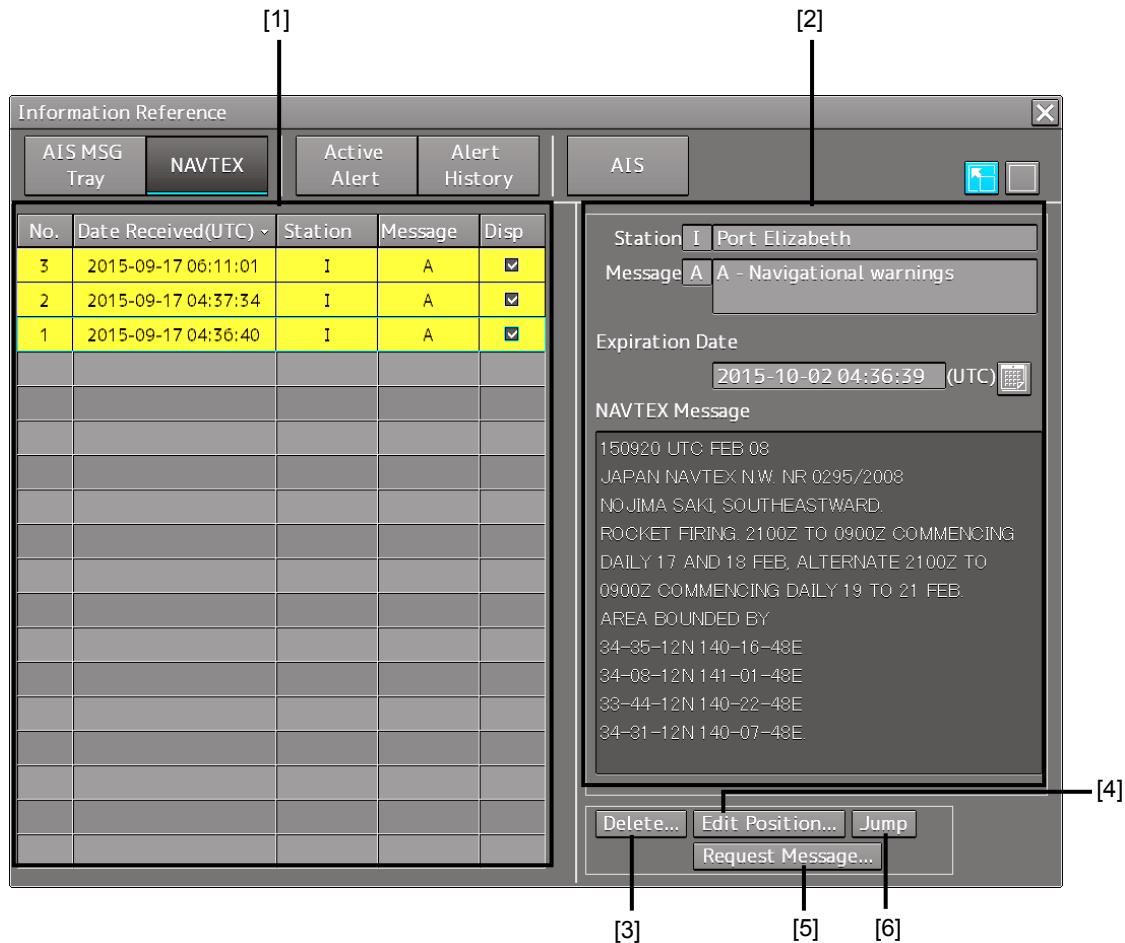 [1]
[2]
Information Reference
AIS MSG Tray
NAVTEX
Active Alert
Alert History
AIS
No. Date Received(UTC) Station Message Disp
3 2015-09-17 06:11:01 I A
2 2015-09-17 04:37:34 I A
1 2015-09-17 04:36:40 I A
Station I Port Elizabeth
Message A A - Navigational warnings
Expiration Date
2015-10-02 04:36:39 (UTC)
NAVTEX Message
150920 UTC FEB 08
JAPAN NAVTEX N.W. NR 0295/2008
NOJIMA SAKI, SOUTHEASTWARD.
ROCKET FIRING. 2100Z TO 0900Z COMMENCING
DAILY 17 AND 18 FEB, ALTERNATE 2100Z TO
0900Z COMMENCING DAILY 19 TO 21 FEB.
AREA BOUNDED BY
34-35-12N 140-16-48E
34-08-12N 141-01-48E
33-44-12N 140-22-48E
34-31-12N 140-07-48E.
[4]
Delete... Edit Position... Jump
Request Message...
[3]
[5]
[6]